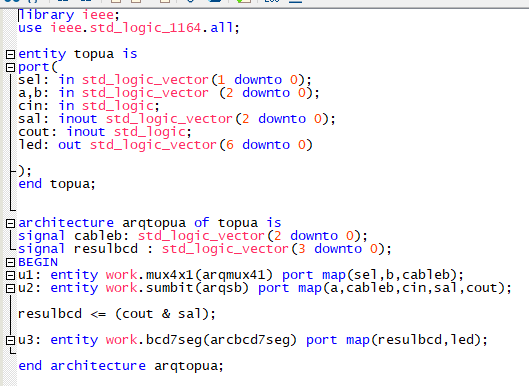 library ieee;
use ieee.std_logic_1164.all;
entity topua is
port(
sel: in std_logic_vector(1 downto 0);
a,b: in std_logic_vector (2 downto 0);
cin: in std_logic;
sal: inout std_logic_vector(2 downto 0);
cout: inout std_logic;
led: out std_logic_vector(6 downto 0)
);
end topua;
architecture arqtopua of topua is
signal cableb: std_logic_vector(2 downto 0);
signal resulbcd : std_logic_vector(3 downto 0);
BEGIN
u1: entity work.mux4x1(arqmux41) port map(sel,b,cableb);
u2: entity work.sumbit(arqsb) port map(a,cableb,cin,sal,cout);
resulbcd <= (cout & sal);
u3: entity work.bcd7seg(arcbcd7seg) port map(resulbcd,led);
end architecture arqtopua;